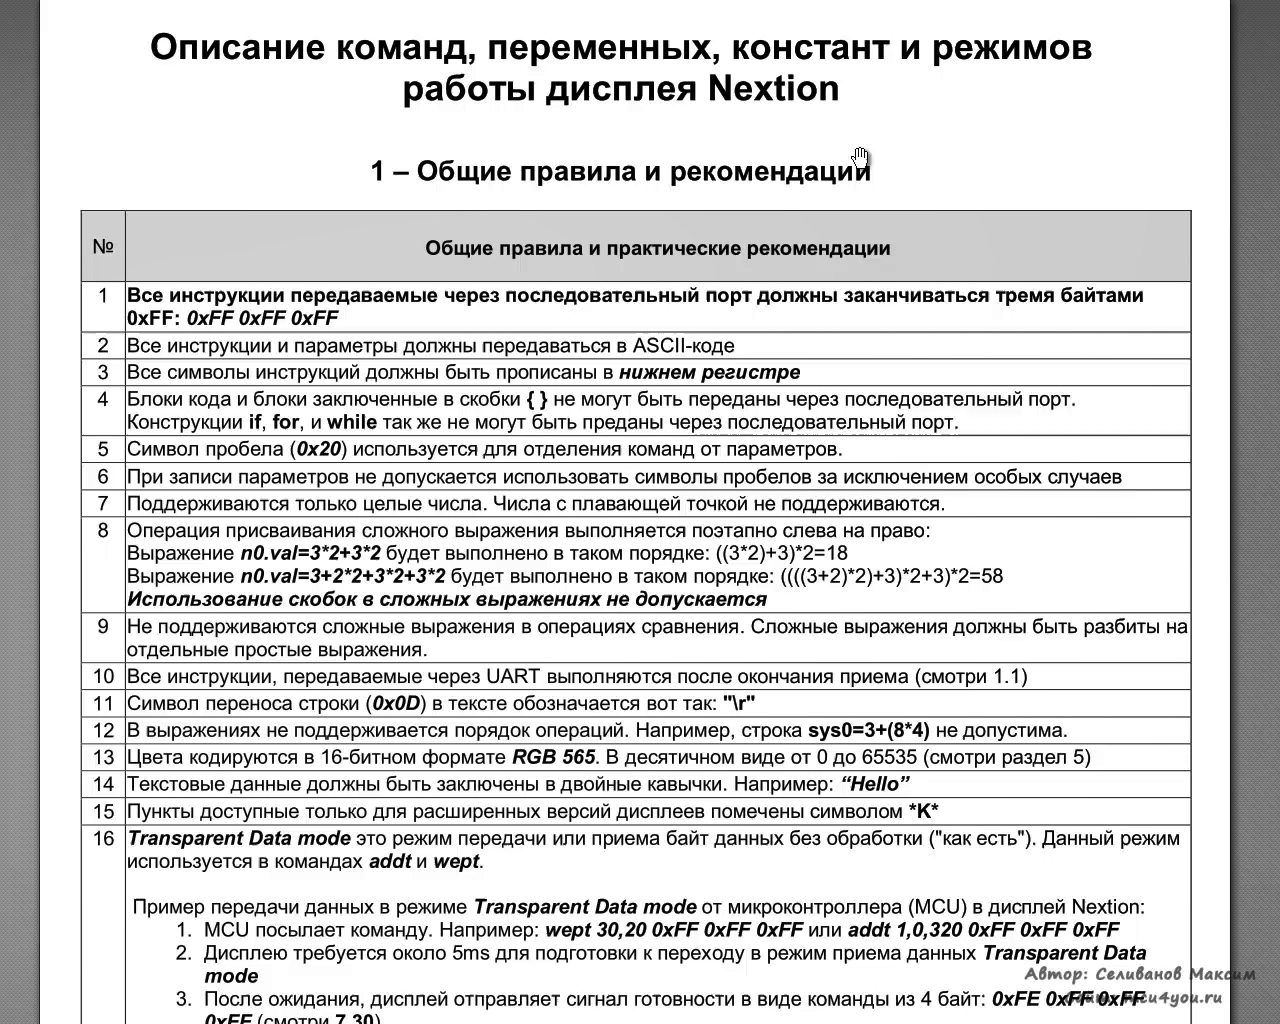 Описание команд, переменных, констант и режимов
работы дисплея Nextion
1 – Общие правила и рекомендации
№
Общие правила и практические рекомендации
1
Все инструкции передаваемые через последовательный порт должны заканчиваться тремя байтами
0xFF: 0xFF 0xFF 0xFF
2
Все инструкции и параметры должны передаваться в ASCII-коде
3
Все символы инструкций должны быть прописаны в нижнем регистре
4
Блоки кода и блоки заключенные в скобки { } не могут быть переданы через последовательный порт.
Конструкции if, for, и while так же не могут быть преданы через последовательный порт.
5
Символ пробела (0x20) используется для отделения команд от параметров.
6
При записи параметров не допускается использовать символы пробелов за исключением особых случаев
7
Поддерживаются только целые числа. Числа с плавающей точкой не поддерживаются.
8
Операция присваивания сложного выражения выполняется поэтапно слева на право:
Выражение n0.val=3*2+3*2 будет выполнено в таком порядке: ((3*2)+3)*2=18
Выражение n0.val=3+2*2+3*2+3*2 будет выполнено в таком порядке: ((((3+2)*2)+3)*2+3)*2=58
Использование скобок в сложных выражениях не допускается
9
Не поддерживаются сложные выражения в операциях сравнения. Сложные выражения должны быть разбиты на
отдельные простые выражения.
10
Все инструкции, передаваемые через UART выполняются после окончания приема (смотри 1.1)
11
Символ переноса строки (0x0D) в тексте обозначается вот так: "\r"
12
В выражениях не поддерживается порядок операций. Например, строка sys0=3+(8*4) не допустима.
13
Цвета кодируются в 16-битном формате RGB 565. В десятичном виде от 0 до 65535 (смотри раздел 5)
14
Текстовые данные должны быть заключены в двойные кавычки. Например: “Hello”
15
Пункты доступные только для расширенных версий дисплеев помечены символом *K*
16
Transparent Data mode это режим передачи или приема байт данных без обработки ("как есть"). Данный режим
используется в командах addt и wept.
Пример передачи данных в режиме Transparent Data mode от микроконтроллера (MCU) в дисплей Nextion:
1. MCU посылает команду. Например: wept 30,20 0xFF 0xFF 0xFF или addt 1,0,320 0xFF 0xFF 0xFF
2. Дисплею требуется около 5ms для подготовки к переходу в режим приема данных Transparent Data
mode
3. После ожидания, дисплей отправляет сигнал готовности в виде команды из 4 байт: 0xFE 0xFF 0xFF
0xFF (смотри 7.30)
Автор: Селиванов Максим
mcu4you.ru